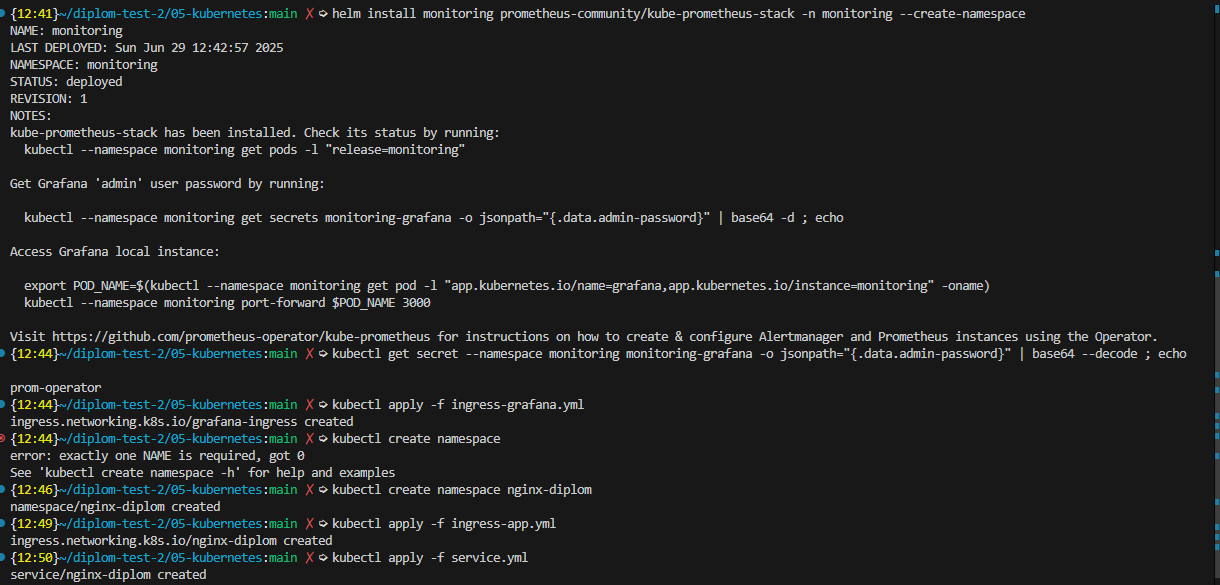 {12:41}~/diplom-test-2/05-kubernetes:main ✗ ➭ helm install monitoring prometheus-community/kube-prometheus-stack -n monitoring --create-namespace
NAME: monitoring
LAST DEPLOYED: Sun Jun 29 12:42:57 2025
NAMESPACE: monitoring
STATUS: deployed
REVISION: 1
NOTES:
kube-prometheus-stack has been installed. Check its status by running:
  kubectl --namespace monitoring get pods -l "release=monitoring"
Get Grafana 'admin' user password by running:
  kubectl --namespace monitoring get secrets monitoring-grafana -o jsonpath="{.data.admin-password}" | base64 -d ; echo
Access Grafana local instance:
  export POD_NAME=$(kubectl --namespace monitoring get pod -l "app.kubernetes.io/name=grafana,app.kubernetes.io/instance=monitoring" -oname)
  kubectl --namespace monitoring port-forward $POD_NAME 3000
Visit https://github.com/prometheus-operator/kube-prometheus for instructions on how to create & configure Alertmanager and Prometheus instances using the Operator.
{12:44}~/diplom-test-2/05-kubernetes:main ✗ ➭ kubectl get secret --namespace monitoring monitoring-grafana -o jsonpath="{.data.admin-password}" | base64 --decode ; echo
prom-operator
{12:44}~/diplom-test-2/05-kubernetes:main ✗ ➭ kubectl apply -f ingress-grafana.yml
ingress.networking.k8s.io/grafana-ingress created
{12:44}~/diplom-test-2/05-kubernetes:main ✗ ➭ kubectl create namespace
error: exactly one NAME is required, got 0
See 'kubectl create namespace -h' for help and examples
{12:46}~/diplom-test-2/05-kubernetes:main ✗ ➭ kubectl create namespace nginx-diplom
namespace/nginx-diplom created
{12:49}~/diplom-test-2/05-kubernetes:main ✗ ➭ kubectl apply -f ingress-app.yml
ingress.networking.k8s.io/nginx-diplom created
{12:50}~/diplom-test-2/05-kubernetes:main ✗ ➭ kubectl apply -f service.yml
service/nginx-diplom created